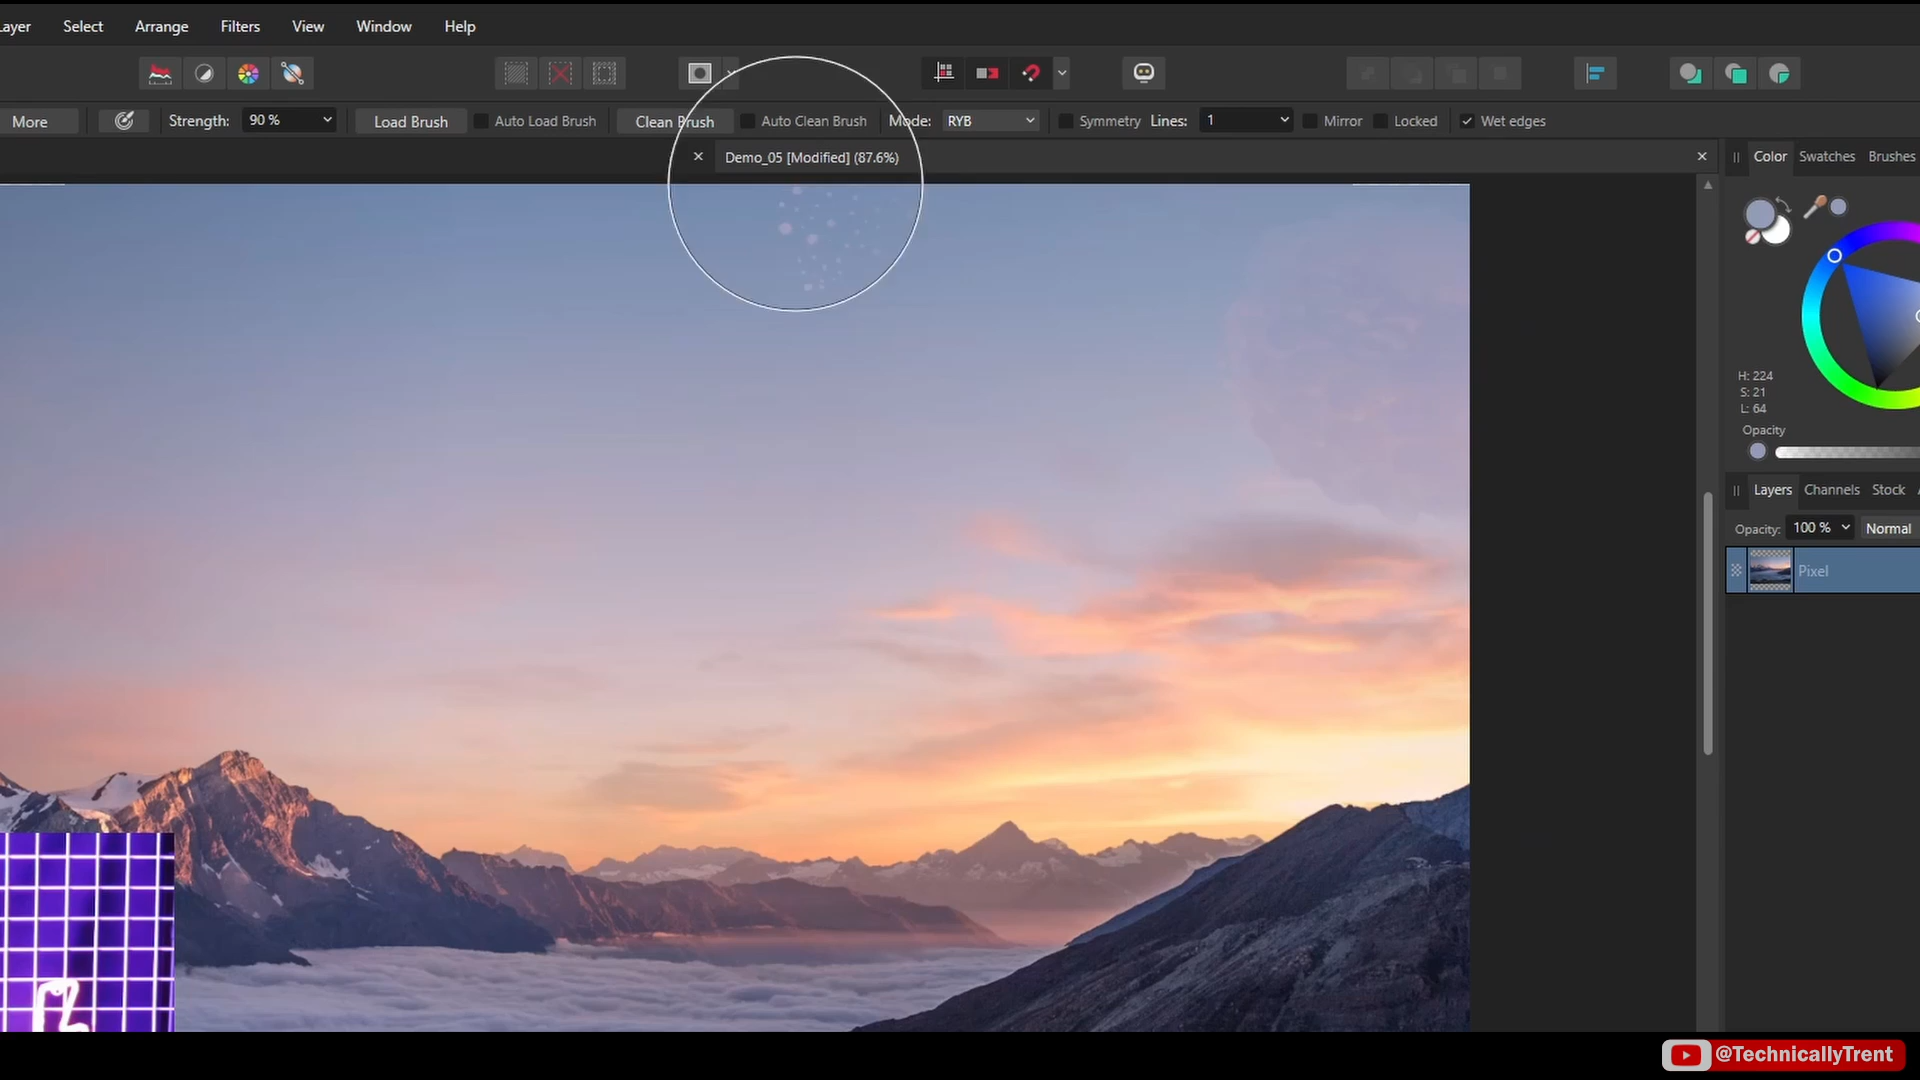 Layer Select Arrange Filters View Window Help
More Strength: 90 % Load Brush Auto Load Brush Clean Brush Auto Clean Brush Mode: RYB Symmetry Lines: 1 Mirror Locked Wet edges
Demo_05 [Modified] (87.6%)
Color Swatches Brushes
H: 224
S: 21
L: 64
Opacity
Layers Channels Stock
Opacity: 100 % Normal
Pixel
@TechnicallyTrent